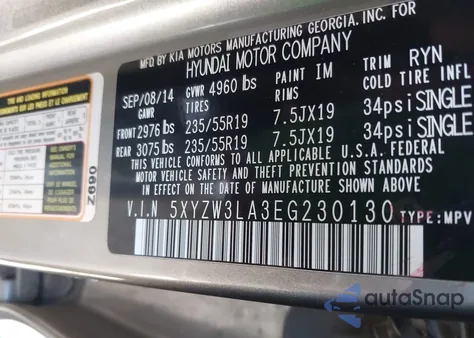 MFD BY KIA MOTORS MANUFACTURING GEORGIA. INC. FOR
HYUNDAI MOTOR COMPANY
SEP/08/14 GVWR 4960 lbs PAINT IM TRIM RYN
GAWR TIRES RIMS COLD TIRE INFL
FRONT 2976 lbs 235/55R19 7.5JX19 34psi SINGLE
REAR 3075 lbs 235/55R19 7.5JX19 34psi SINGLE
THIS VEHICLE CONFORMS TO ALL APPLICABLE U.S.A. FEDERAL
MOTOR VEHICLE SAFETY AND THEFT PREVENTION STANDARDS
IN EFFECT ON THE DATE OF MANUFACTURE SHOWN ABOVE.
V.I.N 5XYZW3LA3EG230130 TYPE:MPV
Z690
autoSnap